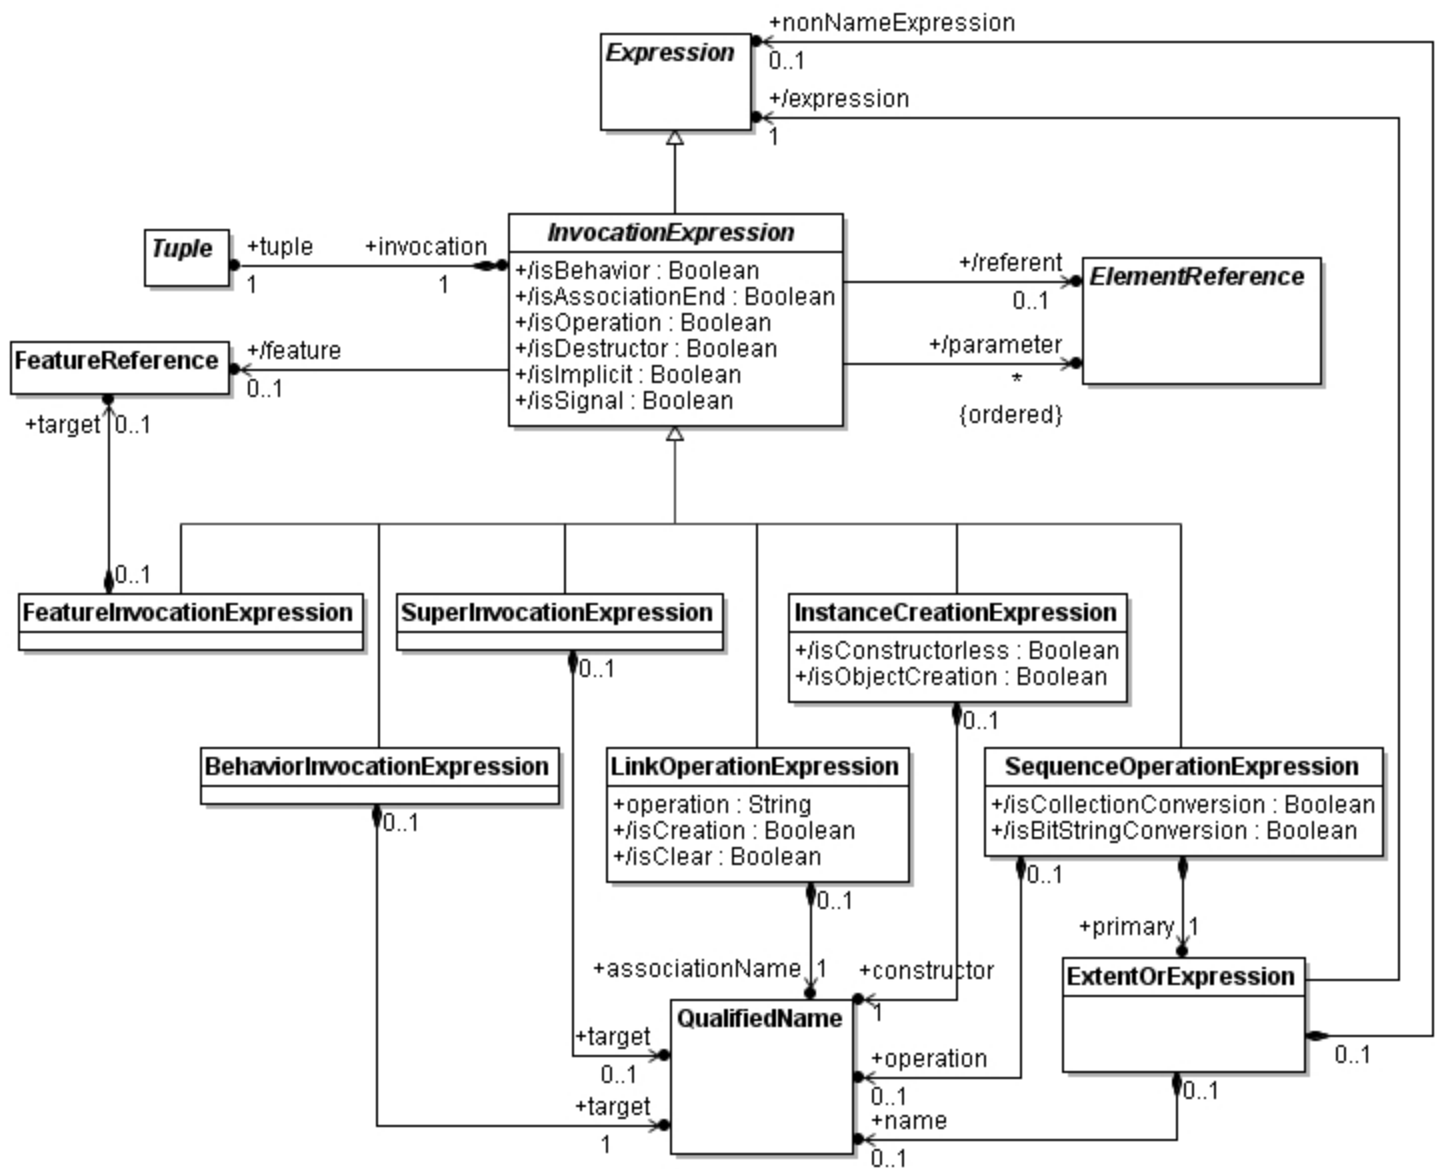 +nonNameExpression
Expression
0..1
+/expression
1
InvocationExpression
Tuple
+tuple
+invocation
1
1
+/isBehavior : Boolean
+/isAssociationEnd : Boolean
+/isOperation : Boolean
+/isDestructor : Boolean
+/isImplicit : Boolean
+/isSignal : Boolean
+/referent
0..1
ElementReference
+/parameter
*
{ordered}
FeatureReference
+/feature
0..1
+target
0..1
0..1
FeatureInvocationExpression
SuperInvocationExpression
0..1
InstanceCreationExpression
+/isConstructorless : Boolean
+/isObjectCreation : Boolean
0..1
BehaviorInvocationExpression
0..1
LinkOperationExpression
+operation : String
+/isCreation : Boolean
+/isClear : Boolean
0..1
SequenceOperationExpression
+/isCollectionConversion : Boolean
+/isBitStringConversion : Boolean
0..1
+primary
1
+associationName
1
+constructor
1
ExtentOrExpression
QualifiedName
+target
0..1
+operation
0..1
0..1
0..1
+target
1
+name
0..1